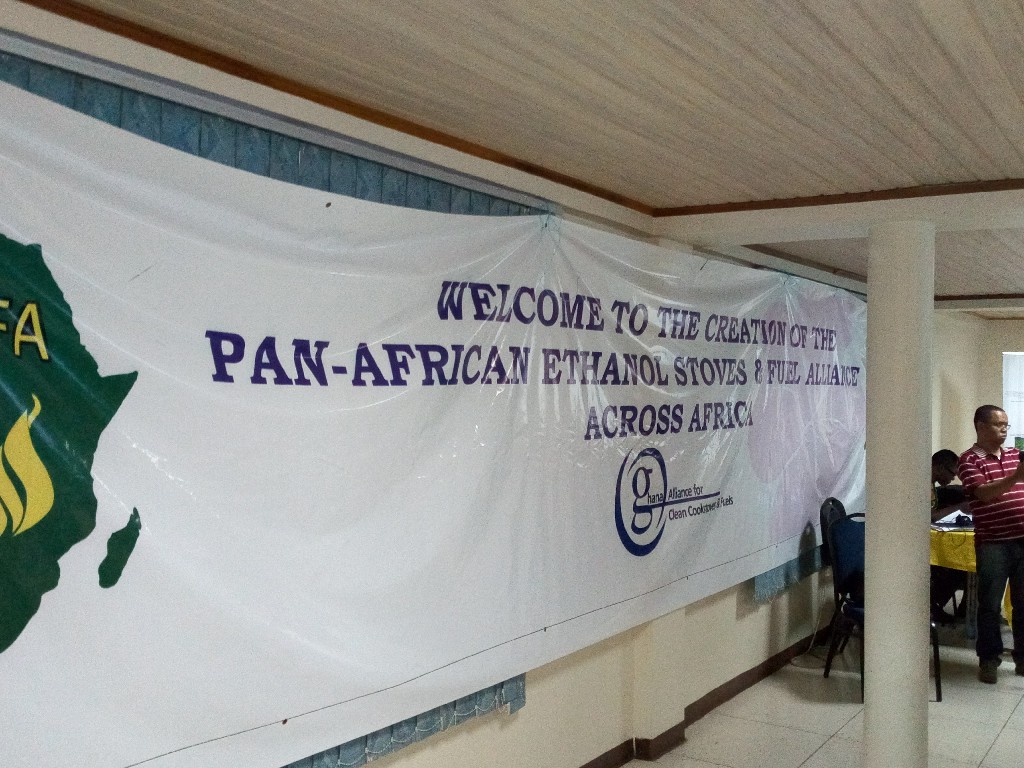 FA
WELCOME TO THE CREATION OF THE
PAN-AFRICAN ETHANOL STOVES & FUEL ALLIANCE
ACROSS AFRICA
ghana Alliance for
Clean Cookstoves & Fuels